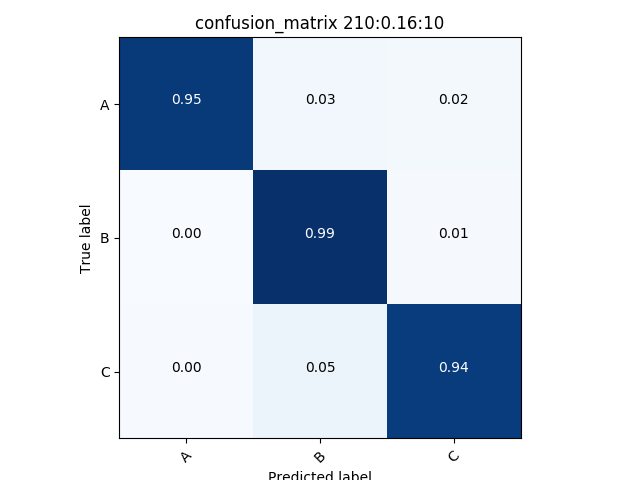 confusion_matrix 210:0.16:10
A 0.95 0.03 0.02
True label
B 0.00 0.99 0.01
C 0.00 0.05 0.94
A B C
Predicted label